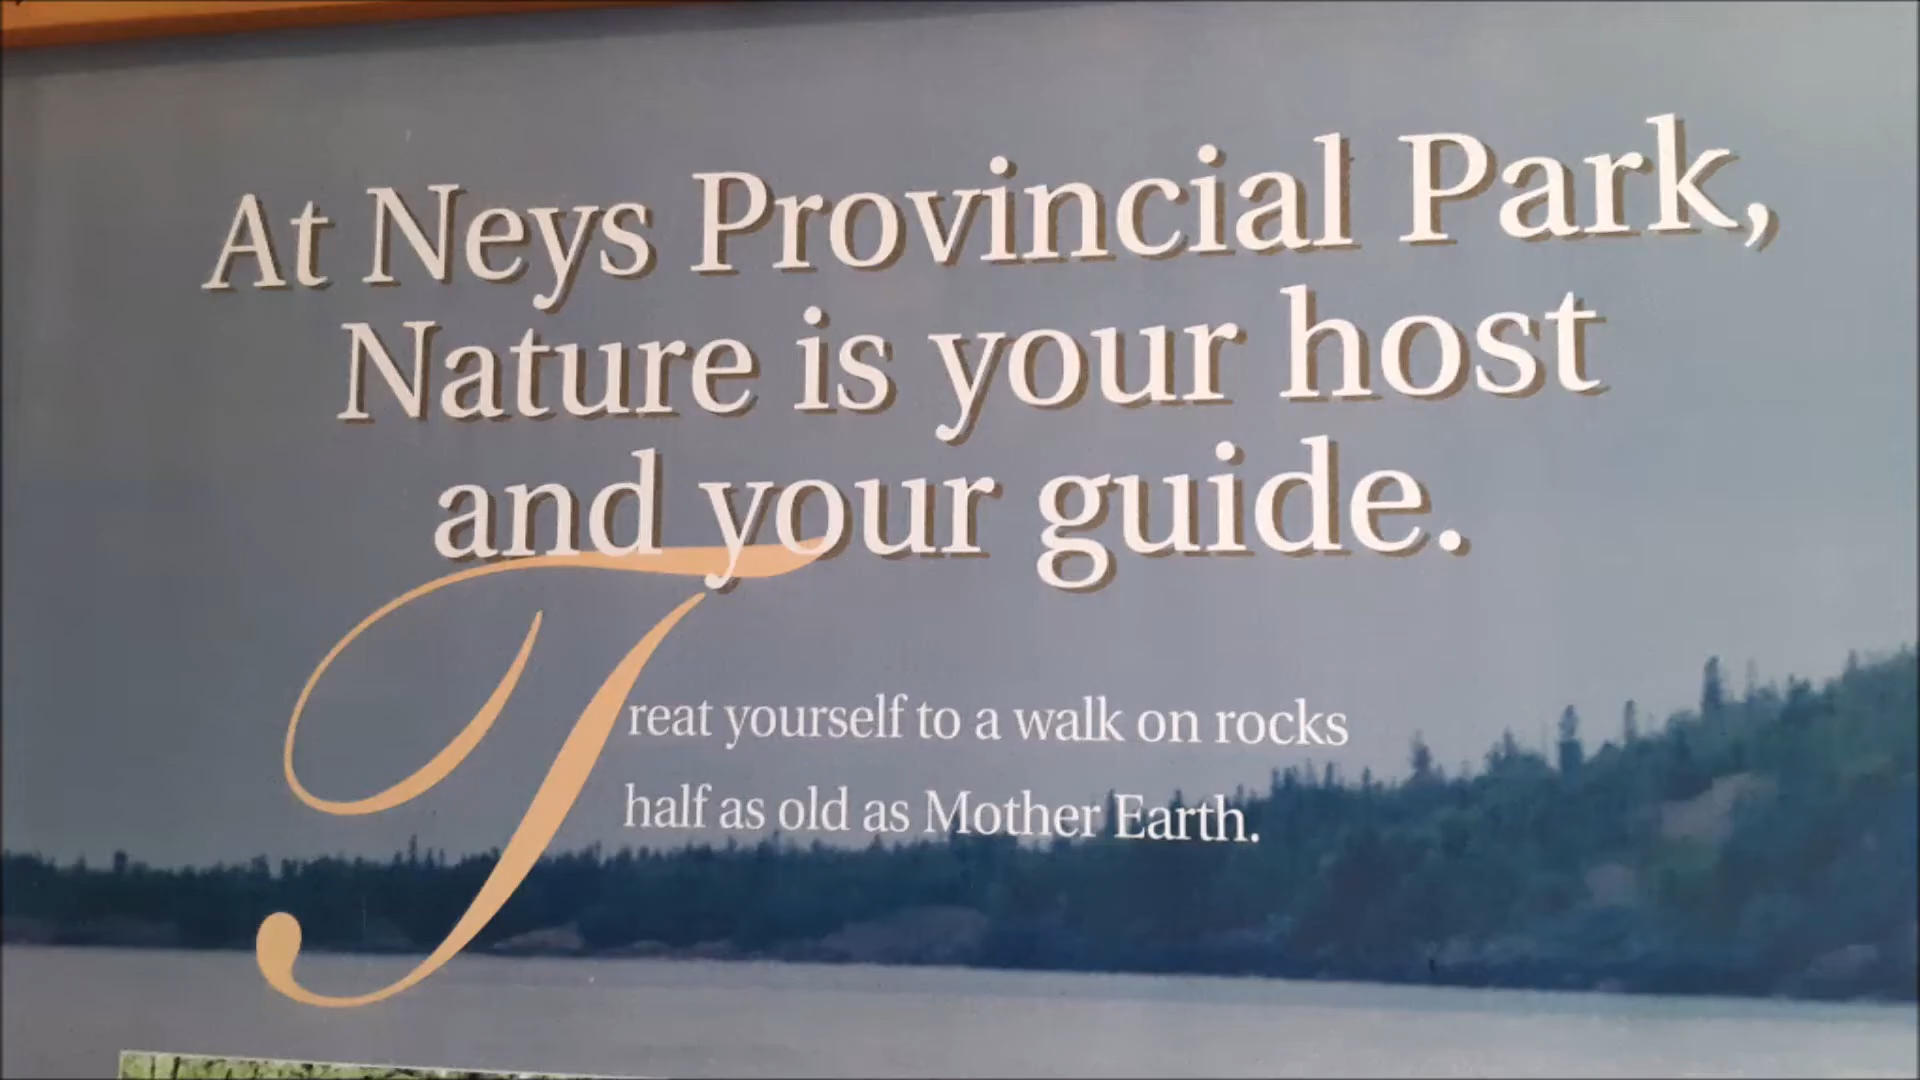 At Neys Provincial Park,
Nature is your host
and your guide.
Treat yourself to a walk on rocks
half as old as Mother Earth.